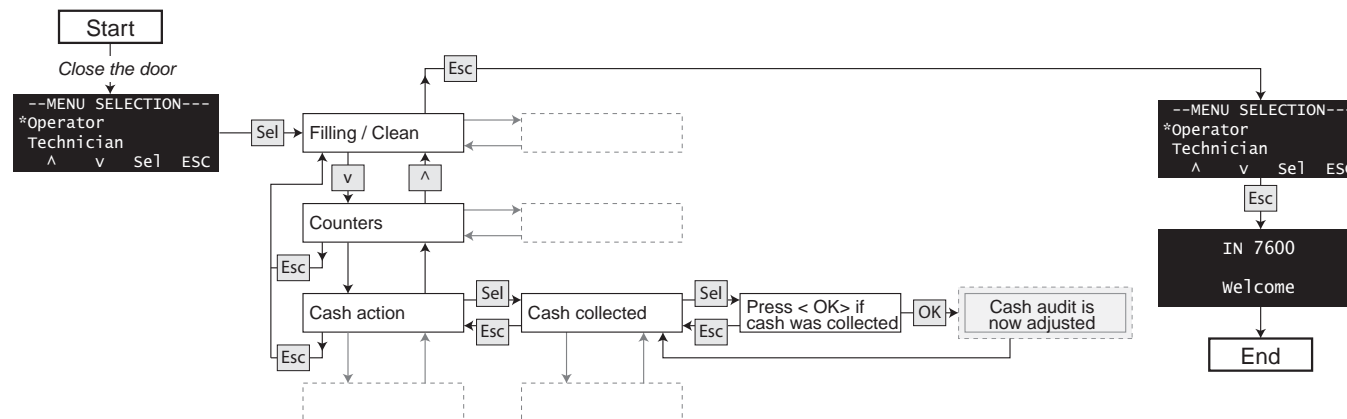 Start
Close the door
--MENU SELECTION---
*Operator
Technician
^ v Sel ESC
Sel
Filling / Clean
Esc
v
^
Counters
Esc
Cash action
Esc
Sel
Esc
Cash collected
Sel
Esc
Press < OK> if
cash was collected
OK
Cash audit is
now adjusted
--MENU SELECTION---
*Operator
Technician
^ v Sel ESC
Esc
IN 7600
Welcome
End